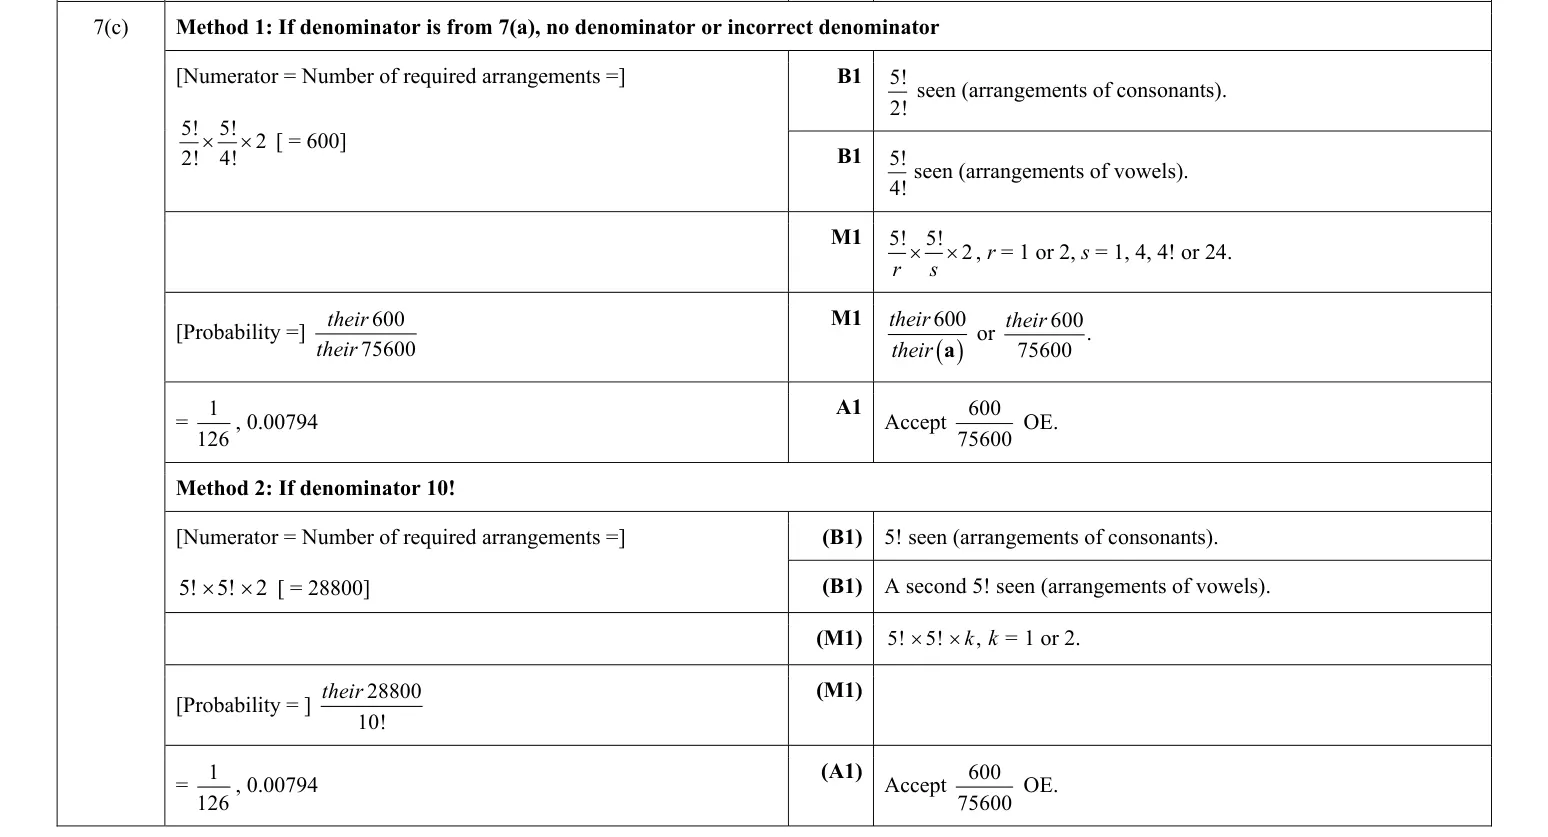 7(c) Method 1: If denominator is from 7(a), no denominator or incorrect denominator
[Numerator = Number of required arrangements =]
5!/2! × 5!/4! × 2 [ = 600]
B1 5!/2! seen (arrangements of consonants).
B1 5!/4! seen (arrangements of vowels).
M1 5!/r × 5!/s × 2, r = 1 or 2, s = 1, 4, 4! or 24.
[Probability =] their 600/their 75600 M1 their 600/their (a) or their 600/75600.
= 1/126, 0.00794 A1 Accept 600/75600 OE.
Method 2: If denominator 10!
[Numerator = Number of required arrangements =] (B1) 5! seen (arrangements of consonants).
5! × 5! × 2 [ = 28800] (B1) A second 5! seen (arrangements of vowels).
(M1) 5! × 5! × k, k = 1 or 2.
[Probability = ] their 28800/10! (M1)
= 1/126, 0.00794 (A1) Accept 600/75600 OE.